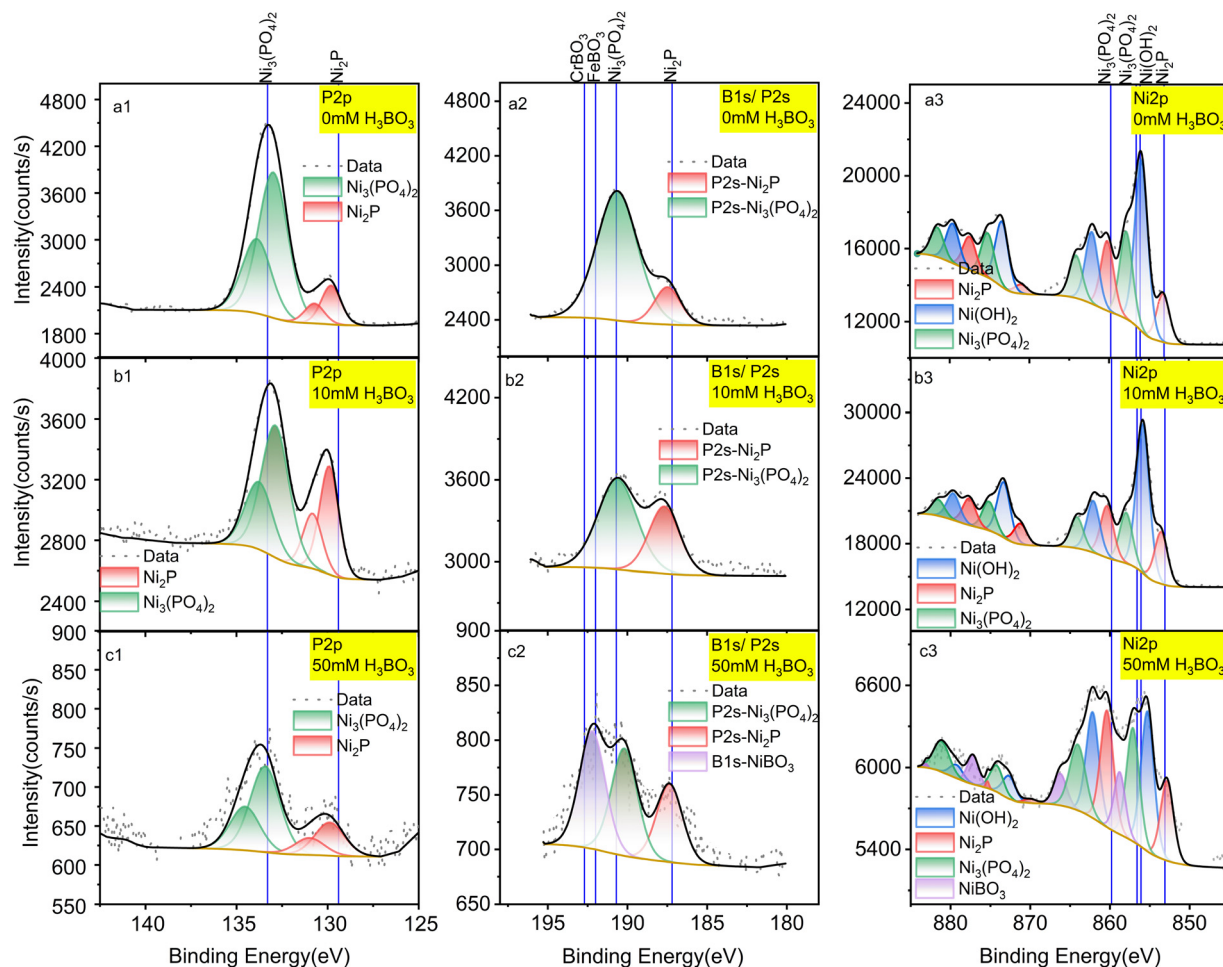 Ni₃(PO₄)₂
Ni₂P
CrBO₃
FeBO₃
Ni₃(PO₄)₂
Ni₂P
Ni₃(PO₄)₂
Ni₃(PO₄)₂
Ni(OH)₂
Ni₂P
a1
P2p
0mM H₃BO₃
Data
Ni₃(PO₄)₂
Ni₂P
4800
4200
3600
3000
2400
1800
Intensity(counts/s)
a2
B1s/ P2s
0mM H₃BO₃
Data
P2s-Ni₂P
P2s-Ni₃(PO₄)₂
4800
4200
3600
3000
2400
a3
Ni2p
0mM H₃BO₃
Data
Ni₂P
Ni(OH)₂
Ni₃(PO₄)₂
24000
20000
16000
12000
b1
P2p
10mM H₃BO₃
Data
Ni₂P
Ni₃(PO₄)₂
4000
3600
3200
2800
2400
Intensity(counts/s)
b2
B1s/ P2s
10mM H₃BO₃
Data
P2s-Ni₂P
P2s-Ni₃(PO₄)₂
4200
3600
3000
b3
Ni2p
10mM H₃BO₃
Data
Ni(OH)₂
Ni₂P
Ni₃(PO₄)₂
30000
24000
18000
12000
c1
P2p
50mM H₃BO₃
Data
Ni₃(PO₄)₂
Ni₂P
900
850
800
750
700
650
600
550
Intensity(counts/s)
140
135
130
125
Binding Energy(eV)
c2
B1s/ P2s
50mM H₃BO₃
Data
P2s-Ni₃(PO₄)₂
P2s-Ni₂P
B1s-NiBO₃
900
850
800
750
700
650
195
190
185
180
Binding Energy(eV)
c3
Ni2p
50mM H₃BO₃
Data
Ni(OH)₂
Ni₂P
Ni₃(PO₄)₂
NiBO₃
6600
6000
5400
880
870
860
850
Binding Energy(eV)